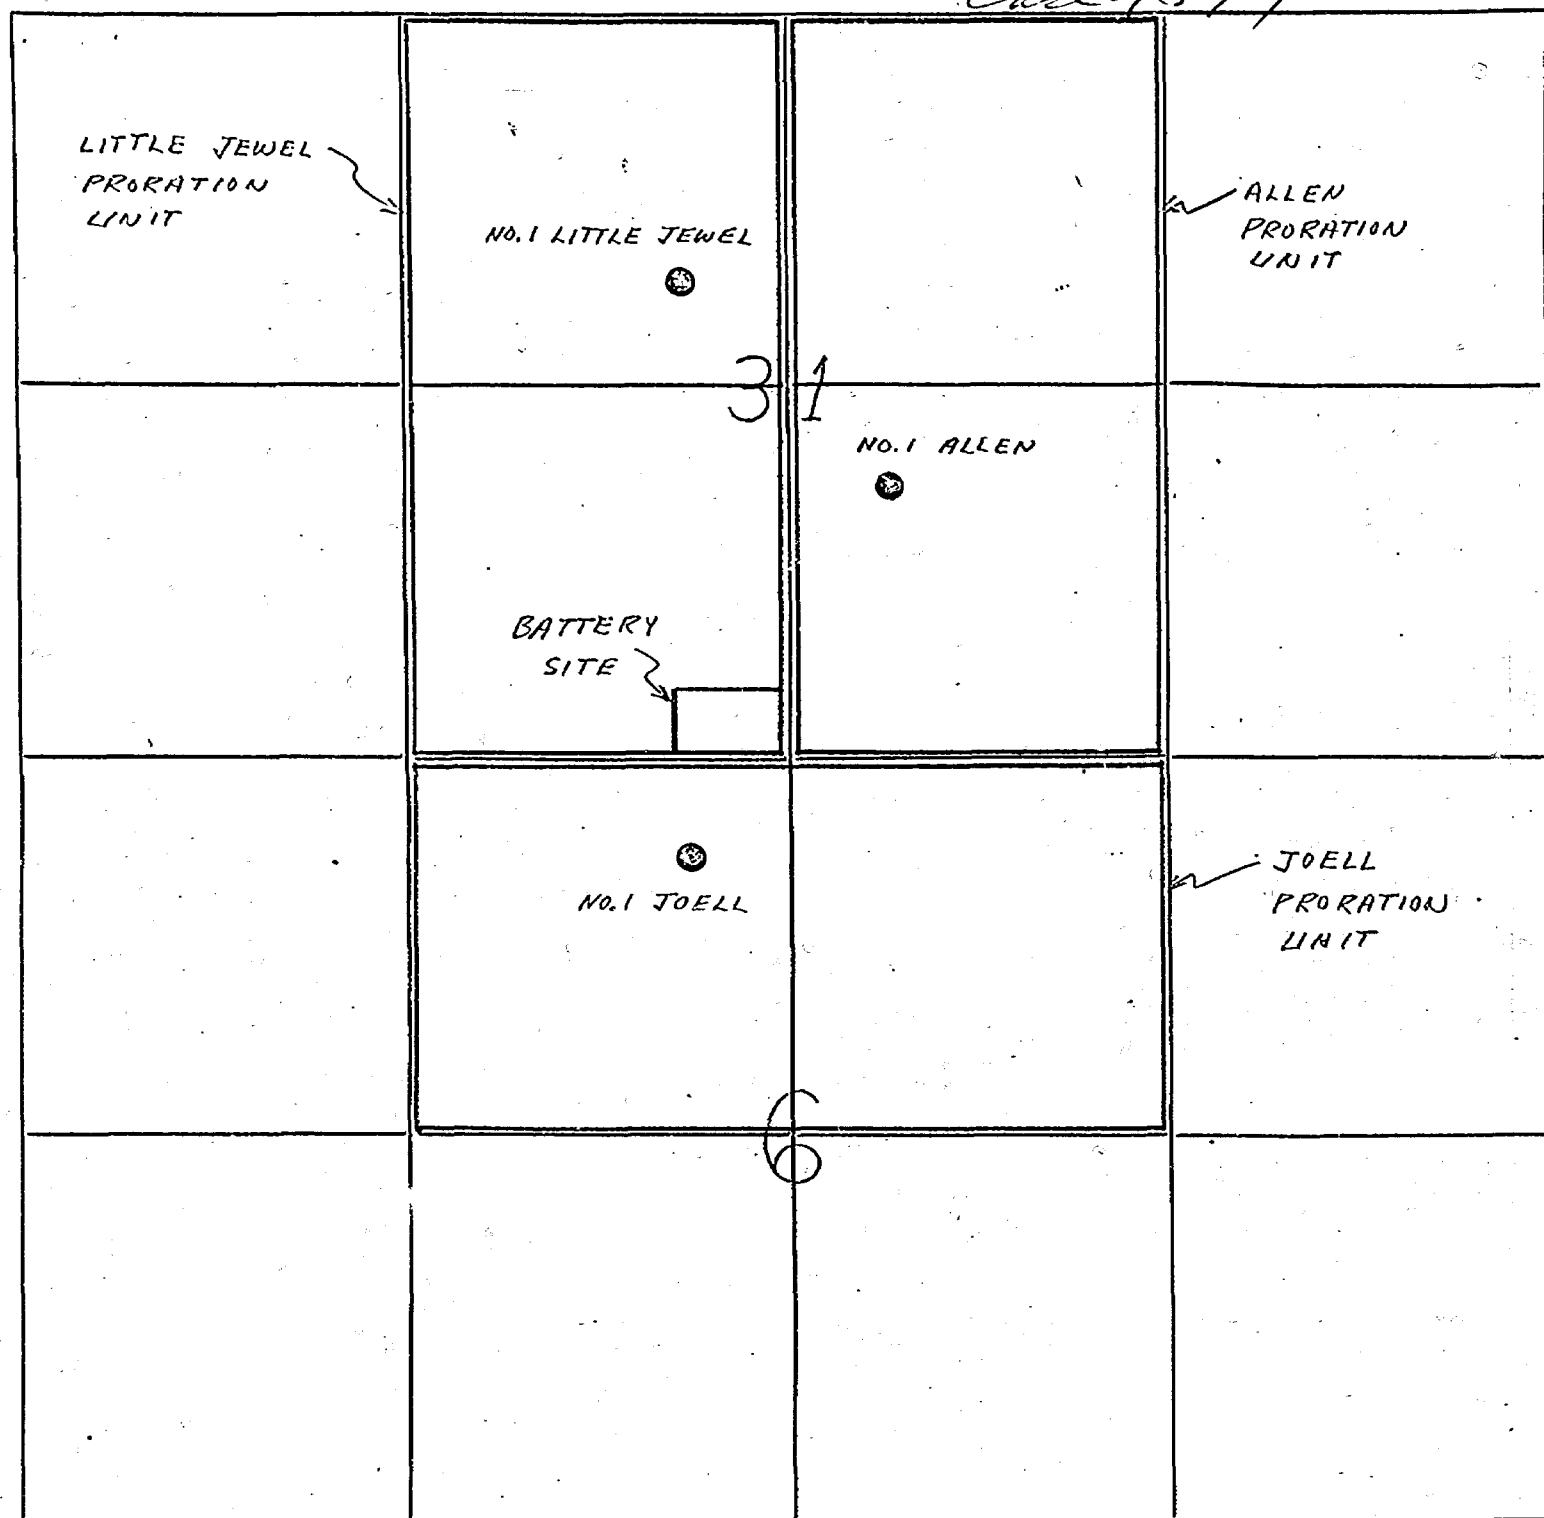 LITTLE JEWEL
PRORATION
UNIT
NO. 1 LITTLE JEWEL
ALLEN
PRORATION
UNIT
31
NO. 1 ALLEN
BATTERY
SITE
NO. 1 JOELL
JOELL
PRORATION
UNIT
6